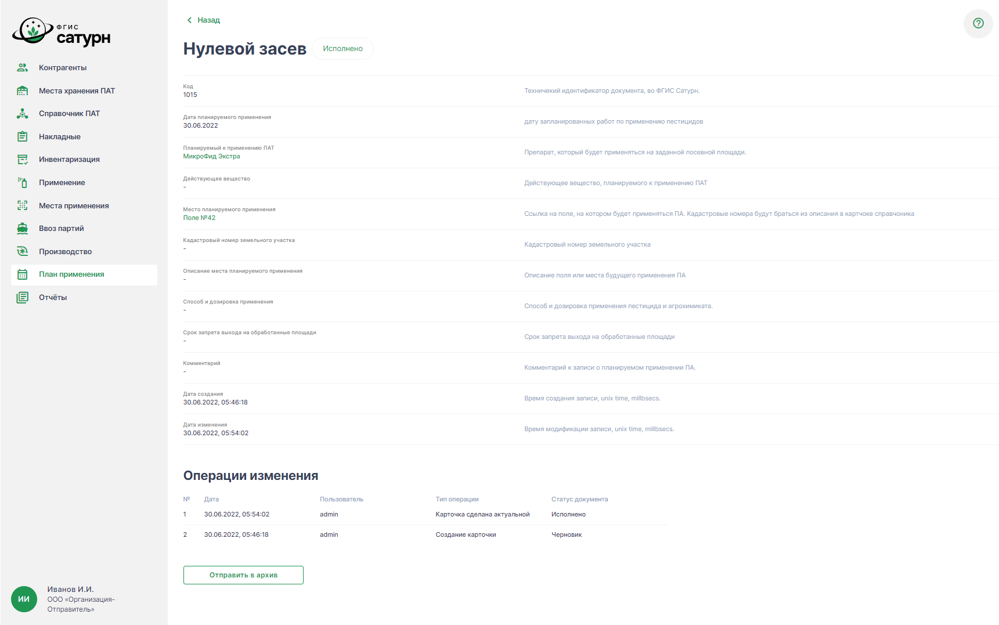 ФГИС
сатурн
Контрагенты
Места хранения ПАТ
Справочник ПАТ
Накладные
Инвентаризация
Применение
Места применения
Ввоз партий
Производство
План применения
Отчёты
ИИ
Иванов И.И.
ООО «Организация-
Отправитель»
Назад
Нулевой засев Исполнено
Код
1015
Техничекий идентификатор документа, во ФГИС Сатурн.
Дата планируемого применения
30.06.2022
дату запланированных работ по применению пестицидов
Планируемый к применению ПАТ
МикроФид Экстра
Препарат, который будет применяться на заданной посевной площади.
Действующее вещество
-
Действующее вещество, планируемого к применению ПАТ
Место планируемого применения
Поле №42
Ссылка на поле, на котором будет применяться ПА. Кадастровые номера будут браться из описания в картчоке справчоника
Кадастровый номер земельного участка
-
Кадастровый номер земельного участка
Описание места планируемого применения
-
Описание поля или места будущего применения ПА
Способ и дозировка применения
-
Способ и дозировка применения пестицида и агрохимиката.
Срок запрета выхода на обработанные площади
-
Срок запрета выхода на обработанные площади
Комментарий
-
Комментарий к записи о планируемом применении ПА.
Дата создания
30.06.2022, 05:46:18
Время создания записи, unix time, millbsecs.
Дата изменения
30.06.2022, 05:54:02
Время модификации записи, unix time, millbsecs.
Операции изменения
№ Дата Пользователь Тип операции Статус документа
1 30.06.2022, 05:54:02 admin Карточка сделана актуальной Исполнено
2 30.06.2022, 05:46:18 admin Создание карточки Черновик
Отправить в архив